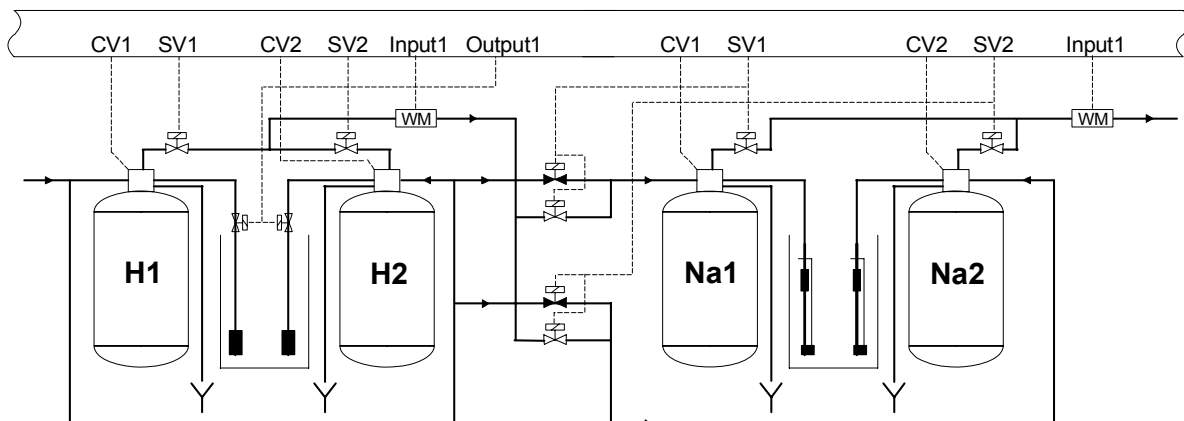 CV1 SV1 CV2 SV2 Input1 Output1 CV1 SV1 CV2 SV2 Input1
WM WM
H1 H2 Na1 Na2